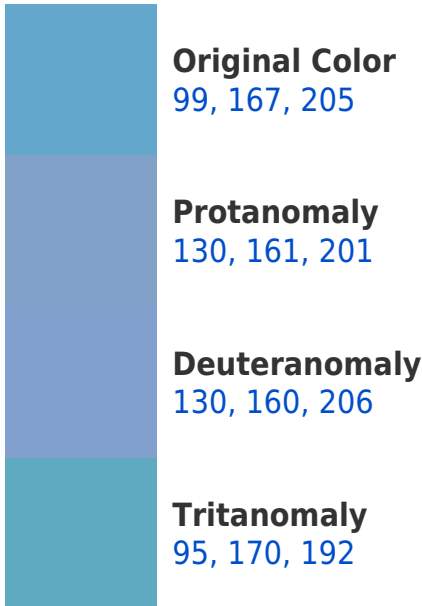 Original Color
99, 167, 205
Protanomaly
130, 161, 201
Deuteranomaly
130, 160, 206
Tritanomaly
95, 170, 192